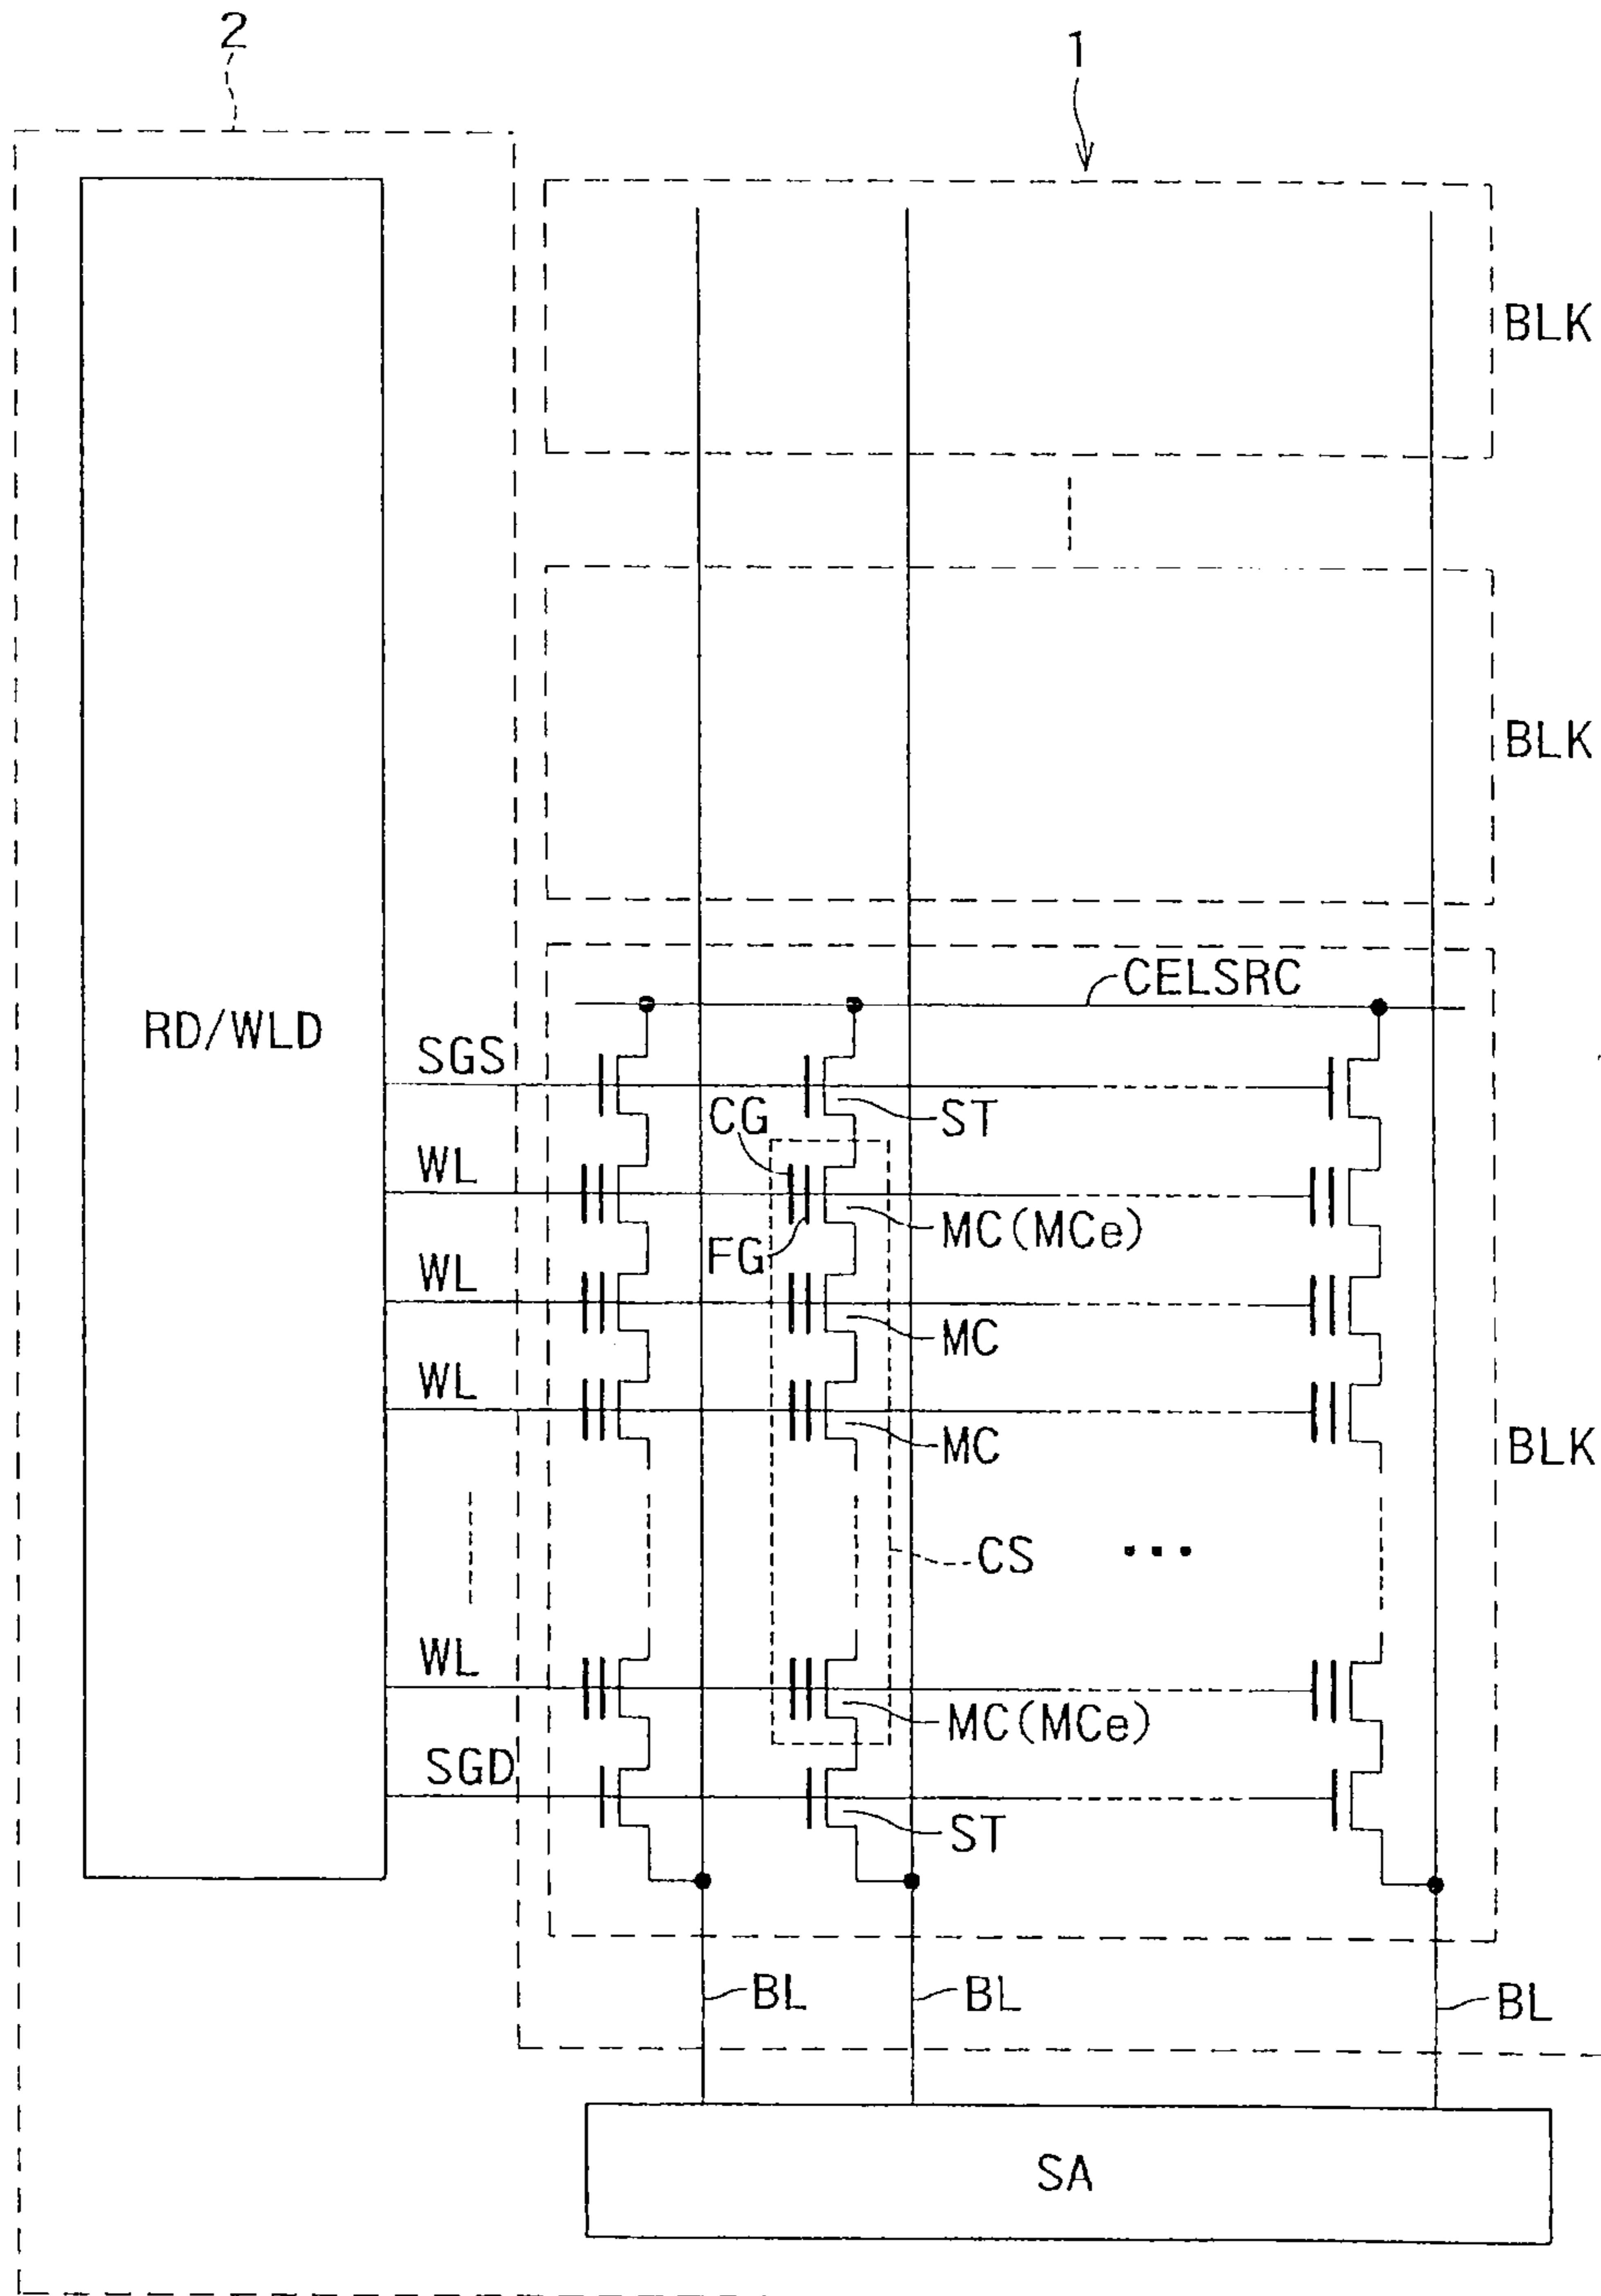 2
1
BLK
BLK
CELSRC
RD/WLD
SGS
CG
ST
WL
MC(MCe)
FG
WL
MC
WL
MC
BLK
CS
WL
MC(MCe)
SGD
ST
BL
BL
BL
SA